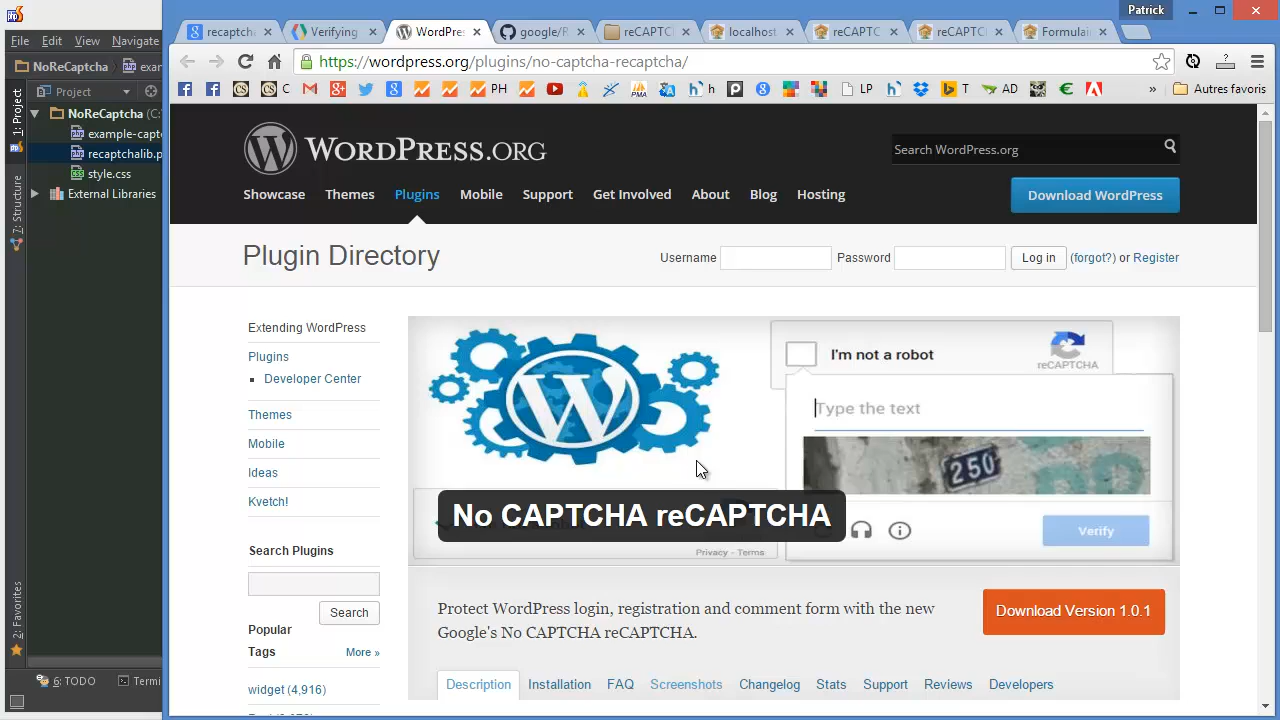 Patrick
recaptcha
Verifying
WordPres
google/R
reCAPTC
localhost
reCAPTC
reCAPTC
Formulai
File Edit View Navigate
https://wordpress.org/plugins/no-captcha-recaptcha/
NoReCaptcha
exar
PH
h
LP
h
T
AD
»
Autres favoris
Project
1: Project
NoReCaptcha (C:
example-capto
recaptchalib.p
style.css
External Libraries
7: Structure
2: Favorites
6: TODO
Termi
WORDPRESS.ORG
Search WordPress.org
Showcase Themes Plugins Mobile Support Get Involved About Blog Hosting
Download WordPress
Plugin Directory
Username
Password
Log in
(forgot?) or Register
Extending WordPress
Plugins
Developer Center
Themes
Mobile
Ideas
Kvetch!
Search Plugins
Search
Popular
Tags
More »
widget (4,916)
I'm not a robot
reCAPTCHA
Type the text
250
Verify
No CAPTCHA reCAPTCHA
Privacy - Terms
Protect WordPress login, registration and comment form with the new
Google's No CAPTCHA reCAPTCHA.
Download Version 1.0.1
Description Installation FAQ Screenshots Changelog Stats Support Reviews Developers